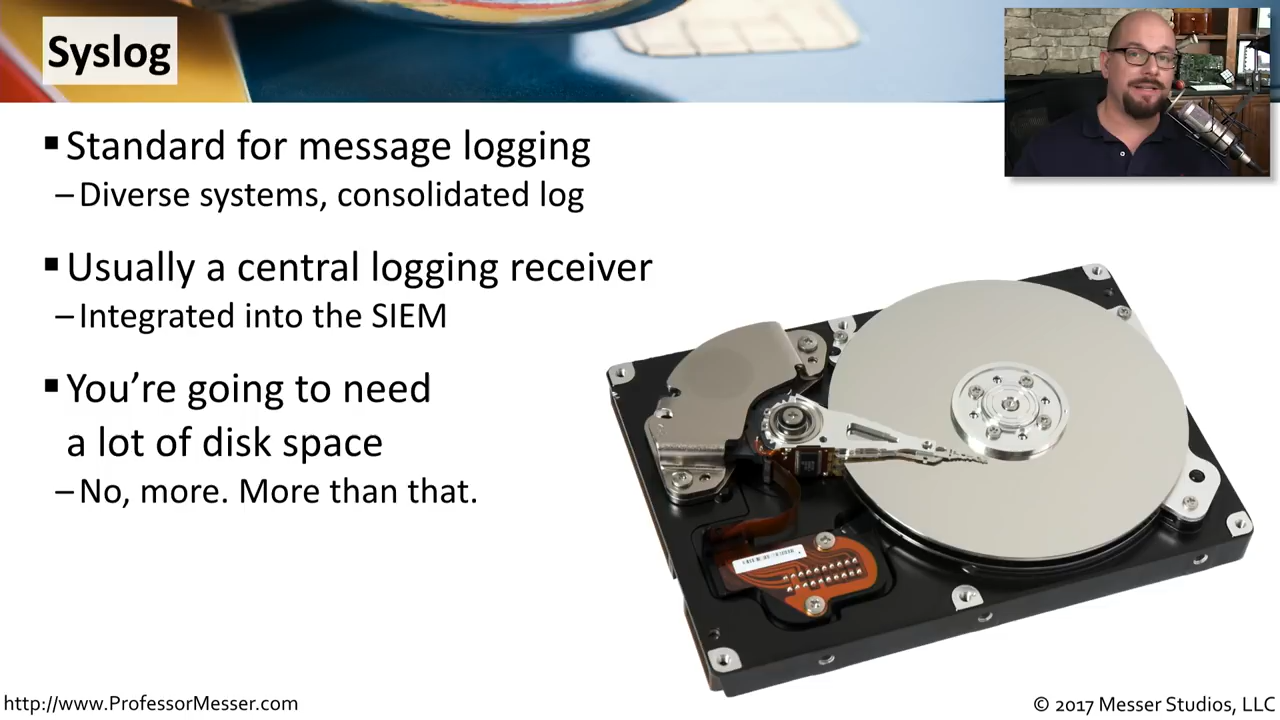 Syslog
▪ Standard for message logging
– Diverse systems, consolidated log
▪ Usually a central logging receiver
– Integrated into the SIEM
▪ You’re going to need
a lot of disk space
– No, more. More than that.
http://www.ProfessorMesser.com
© 2017 Messer Studios, LLC